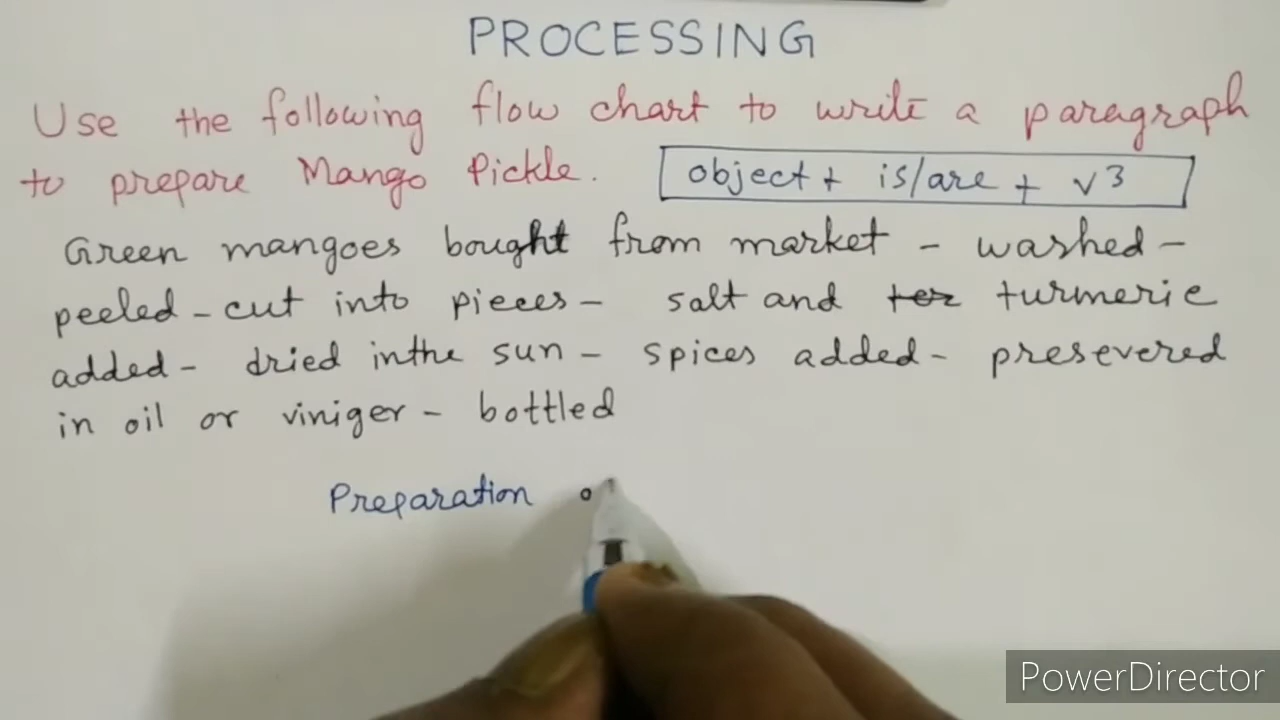 PROCESSING
Use the following flow chart to write a paragraph
to prepare Mango Pickle. object + is/are + v3
Green mangoes bought from market - washed -
peeled - cut into pieces - salt and ter turmeric
added - dried in the sun - spices added - presevered
in oil or viniger - bottled
Preparation o
PowerDirector